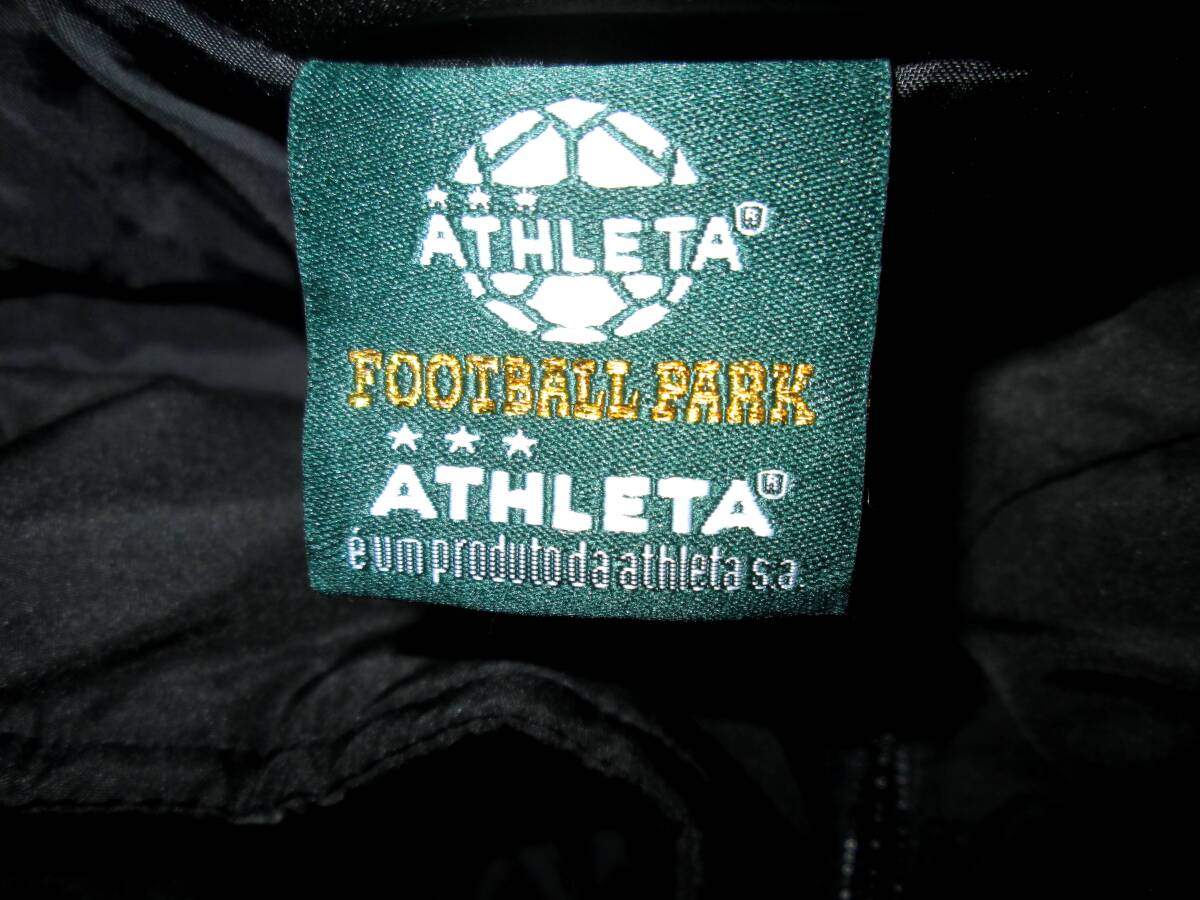 ATHLETA®
FOOTBALL PARK
ATHLETA®
é um produto da athleta s.a.